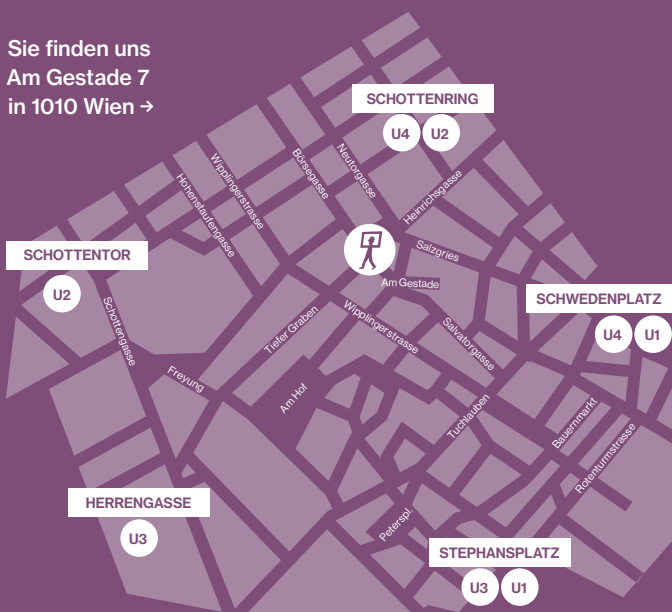 Sie finden uns
Am Gestade 7
in 1010 Wien →
SCHOTTENRING
U4 U2
Neutorgasse
Börsegasse
Wipplingerstrasse
Hohenstaufengasse
Heinrichsgasse
SCHOTTENTOR
U2
Salzgries
Am Gestade
SCHWEDENPLATZ
U4 U1
Schottengasse
Tiefer Graben
Wipplingerstrasse
Salvatorgasse
Freyung
Am Hof
Tuchlauben
Bauernmarkt
Rotenturmstrasse
HERRENGASSE
U3
Peterspl.
STEPHANSPLATZ
U3 U1